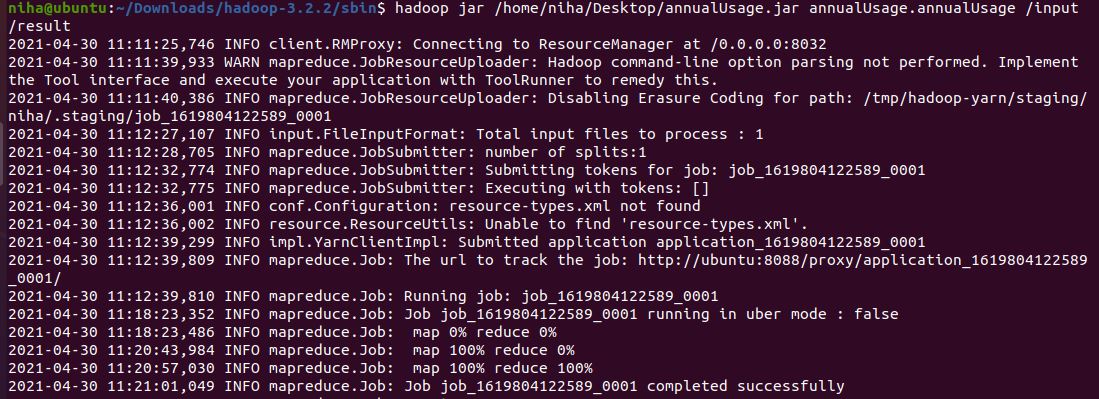 niha@ubuntu:~/Downloads/hadoop-3.2.2/sbin$ hadoop jar /home/niha/Desktop/annualUsage.jar annualUsage.annualUsage /input
/result
2021-04-30 11:11:25,746 INFO client.RMProxy: Connecting to ResourceManager at /0.0.0.0:8032
2021-04-30 11:11:39,933 WARN mapreduce.JobResourceUploader: Hadoop command-line option parsing not performed. Implement
the Tool interface and execute your application with ToolRunner to remedy this.
2021-04-30 11:11:40,386 INFO mapreduce.JobResourceUploader: Disabling Erasure Coding for path: /tmp/hadoop-yarn/staging/
niha/.staging/job_1619804122589_0001
2021-04-30 11:12:27,107 INFO input.FileInputFormat: Total input files to process : 1
2021-04-30 11:12:28,705 INFO mapreduce.JobSubmitter: number of splits:1
2021-04-30 11:12:32,774 INFO mapreduce.JobSubmitter: Submitting tokens for job: job_1619804122589_0001
2021-04-30 11:12:32,775 INFO mapreduce.JobSubmitter: Executing with tokens: []
2021-04-30 11:12:36,001 INFO conf.Configuration: resource-types.xml not found
2021-04-30 11:12:36,002 INFO resource.ResourceUtils: Unable to find 'resource-types.xml'.
2021-04-30 11:12:39,299 INFO impl.YarnClientImpl: Submitted application application_1619804122589_0001
2021-04-30 11:12:39,809 INFO mapreduce.Job: The url to track the job: http://ubuntu:8088/proxy/application_1619804122589
_0001/
2021-04-30 11:12:39,810 INFO mapreduce.Job: Running job: job_1619804122589_0001
2021-04-30 11:18:23,352 INFO mapreduce.Job: Job job_1619804122589_0001 running in uber mode : false
2021-04-30 11:18:23,486 INFO mapreduce.Job:  map 0% reduce 0%
2021-04-30 11:20:43,984 INFO mapreduce.Job:  map 100% reduce 0%
2021-04-30 11:20:57,030 INFO mapreduce.Job:  map 100% reduce 100%
2021-04-30 11:21:01,049 INFO mapreduce.Job: Job job_1619804122589_0001 completed successfully